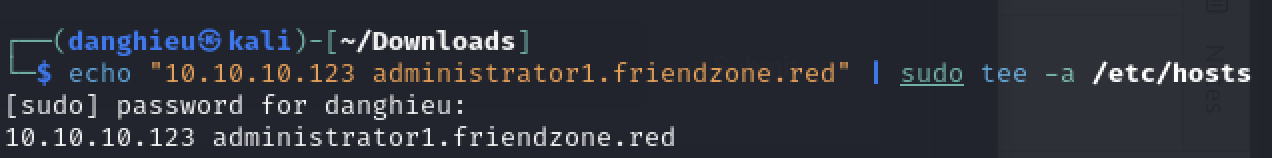 ┌──(danghieu㉿kali)-[~/Downloads]
└─$ echo "10.10.10.123 administrator1.friendzone.red" | sudo tee -a /etc/hosts
[sudo] password for danghieu:
10.10.10.123 administrator1.friendzone.red